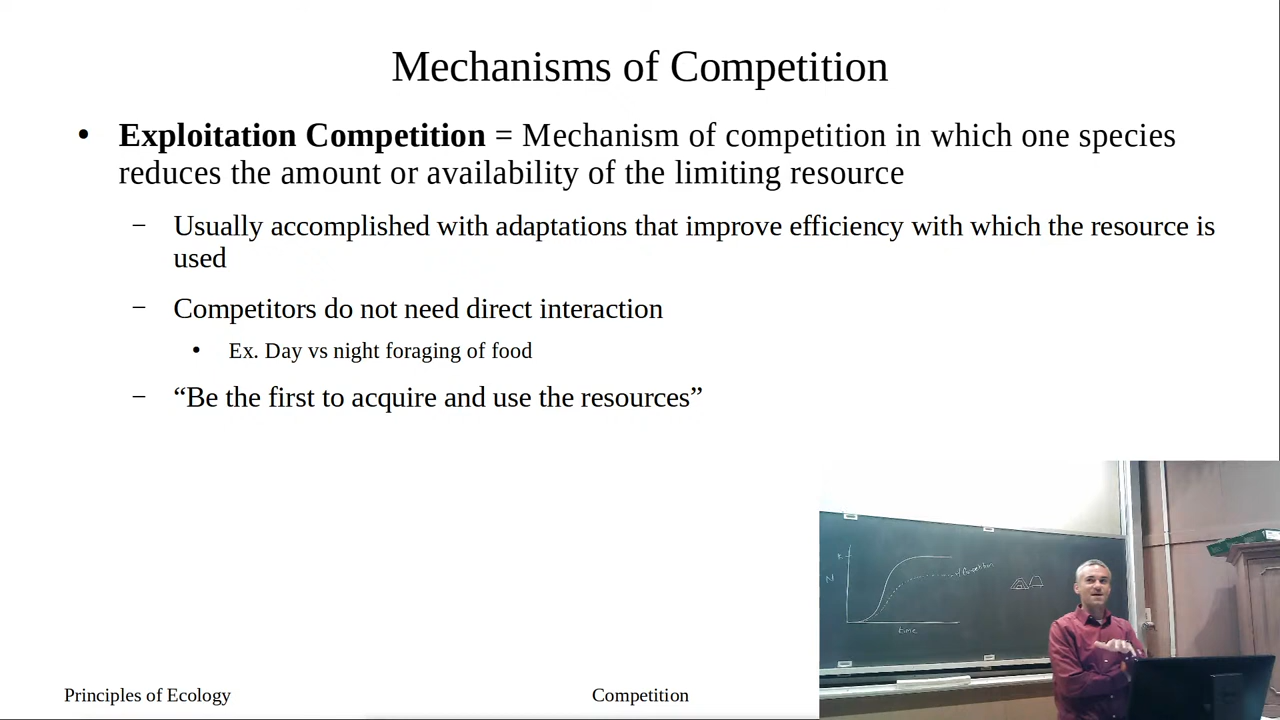 Mechanisms of Competition
• Exploitation Competition = Mechanism of competition in which one species
reduces the amount or availability of the limiting resource
– Usually accomplished with adaptations that improve efficiency with which the resource is
used
– Competitors do not need direct interaction
• Ex. Day vs night foraging of food
– “Be the first to acquire and use the resources”
K
N
time
Principles of Ecology
Competition